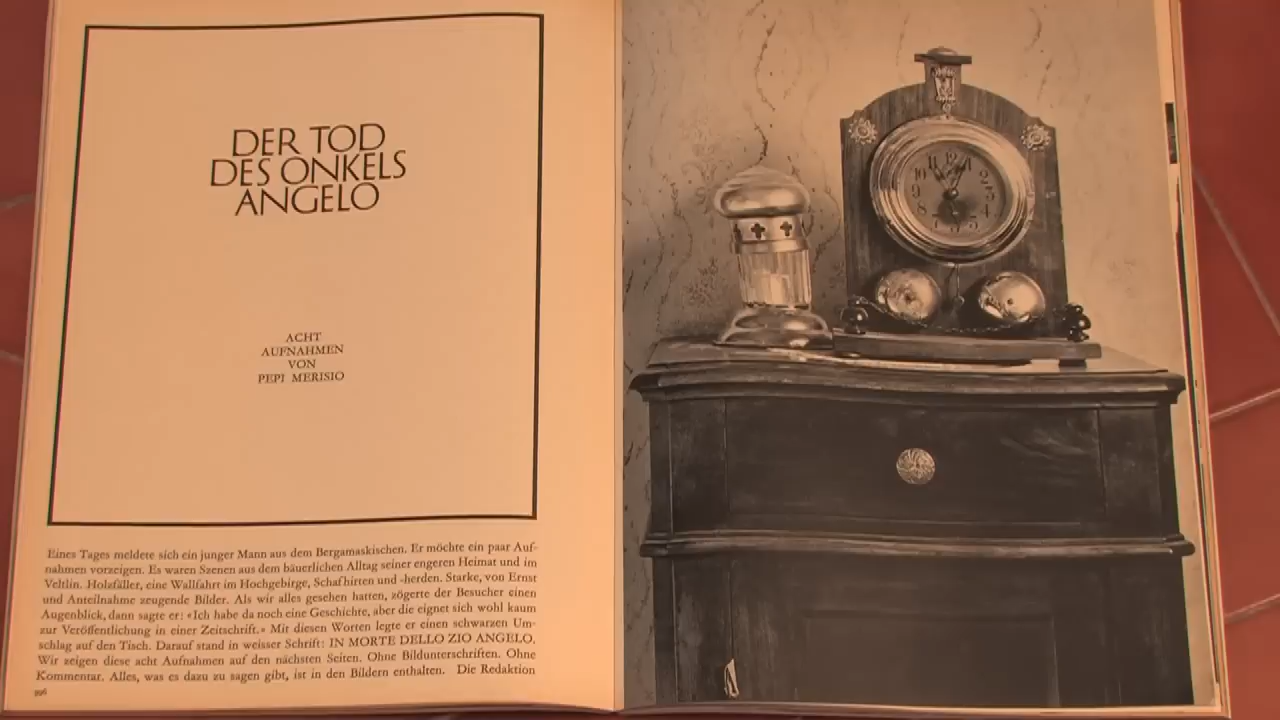 DER TOD
DES ONKELS
ANGELO
ACHT
AUFNAHMEN
VON
PEPI MERISIO
Eines Tages meldete sich ein junger Mann aus dem Bergamaskischen. Er möchte ein paar Auf-
nahmen vorzeigen. Es waren Szenen aus dem bäuerlichen Alltag seiner engeren Heimat und im
Veltlin. Holzfäller, eine Wallfahrt im Hochgebirge, Schafhirten und -herden. Starke, von Ernst
und Anteilnahme zeugende Bilder. Als wir alles gesehen hatten, zögerte der Besucher einen
Augenblick, dann sagte er: «Ich habe da noch eine Geschichte, aber die eignet sich wohl kaum
zur Veröffentlichung in einer Zeitschrift.» Mit diesen Worten legte er einen schwarzen Um-
schlag auf den Tisch. Darauf stand in weisser Schrift: IN MORTE DELLO ZIO ANGELO.
Wir zeigen diese acht Aufnahmen auf den nächsten Seiten. Ohne Bildunterschriften. Ohne
Kommentar. Alles, was es dazu zu sagen gibt, ist in den Bildern enthalten. Die Redaktion